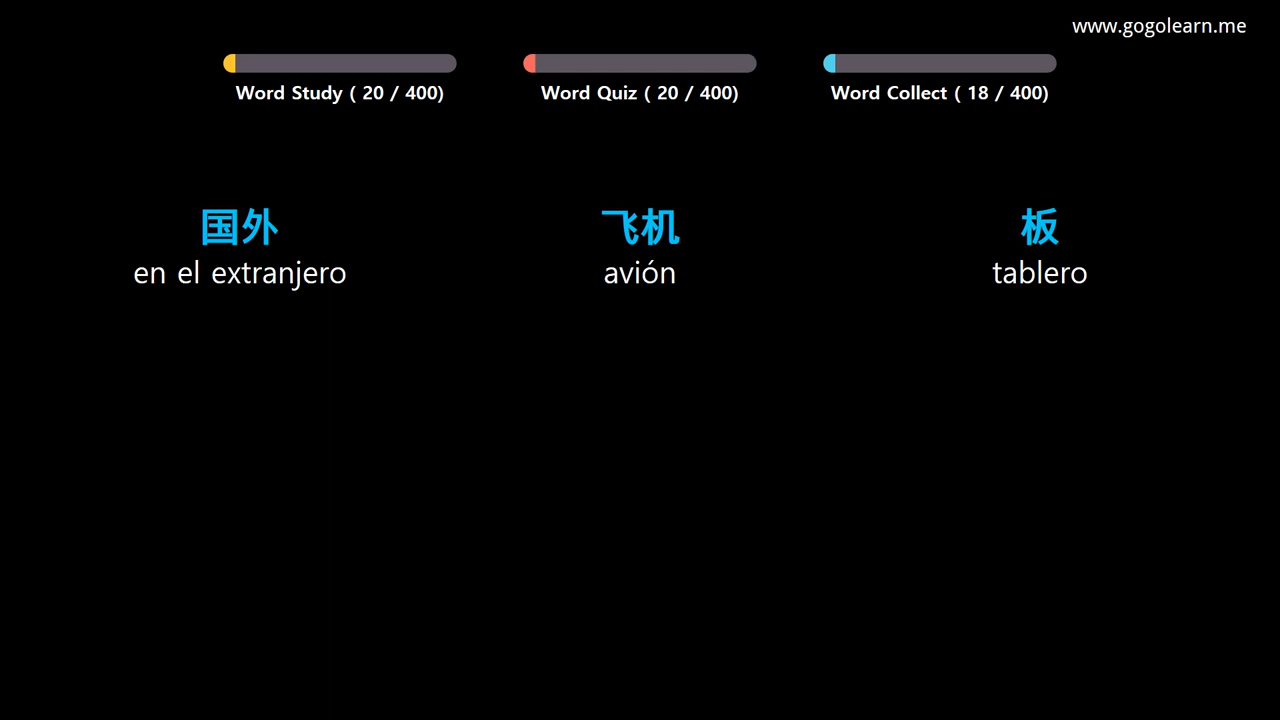 www.gogolearn.me
Word Study ( 20 / 400)
Word Quiz ( 20 / 400)
Word Collect ( 18 / 400)
国外
en el extranjero
飞机
avión
板
tablero